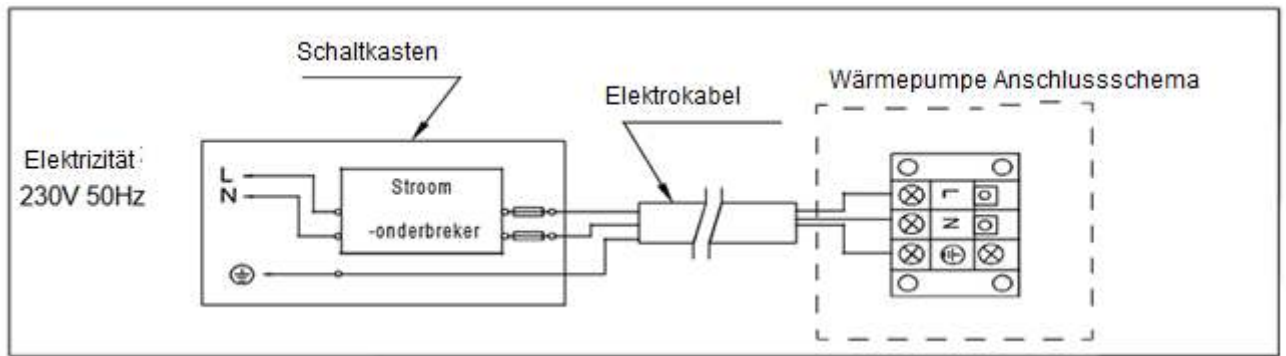 Schaltkasten
Elektrokabel
Wärmepumpe Anschlussschema
Elektrizität
230V 50Hz
L
N
Stroom
-onderbreker
L
N